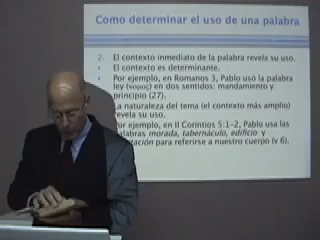 Como determinar el uso de una palabra
2. El contexto inmediato de la palabra revela su uso.
• El contexto es determinante.
• Por ejemplo, en Romanos 3, Pablo usó la palabra
ley (νομος) en dos sentidos: mandamiento y
principio (27).
La naturaleza del tema (el contexto más amplio)
revela su uso.
Por ejemplo, en II Corintios 5:1-2, Pablo usa las
palabras morada, tabernáculo, edificio y
para referirse a nuestro cuerpo (v 6).